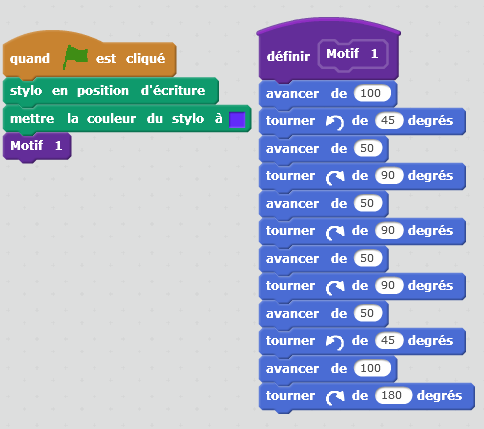 quand est cliqué
stylo en position d'écriture
mettre la couleur du stylo à
Motif 1
définir Motif 1
avancer de 100
tourner de 45 degrés
avancer de 50
tourner de 90 degrés
avancer de 50
tourner de 90 degrés
avancer de 50
tourner de 90 degrés
avancer de 50
tourner de 45 degrés
avancer de 100
tourner de 180 degrés